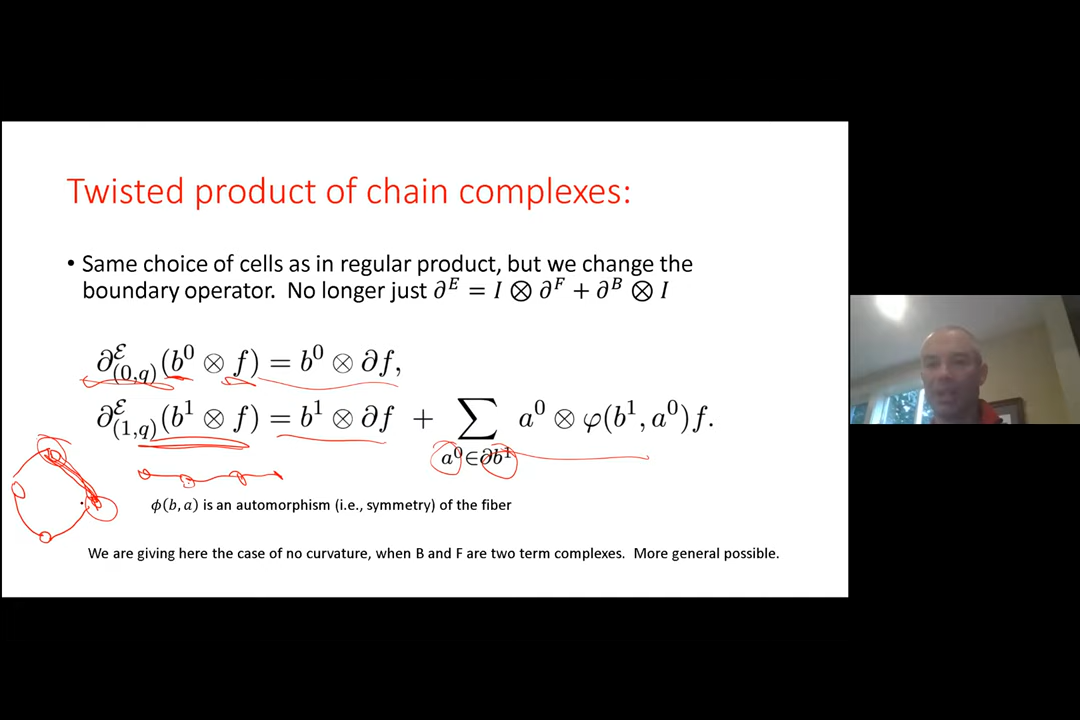 Twisted product of chain complexes:
• Same choice of cells as in regular product, but we change the
boundary operator. No longer just ∂^E = I ⊗ ∂^F + ∂^B ⊗ I
∂^ℰ_(0,q)(b^0 ⊗ f) = b^0 ⊗ ∂f,
∂^ℰ_(1,q)(b^1 ⊗ f) = b^1 ⊗ ∂f + ∑_{a^0∈∂b^1} a^0 ⊗ φ(b^1, a^0)f.
ϕ(b, a) is an automorphism (i.e., symmetry) of the fiber
We are giving here the case of no curvature, when B and F are two term complexes. More general possible.